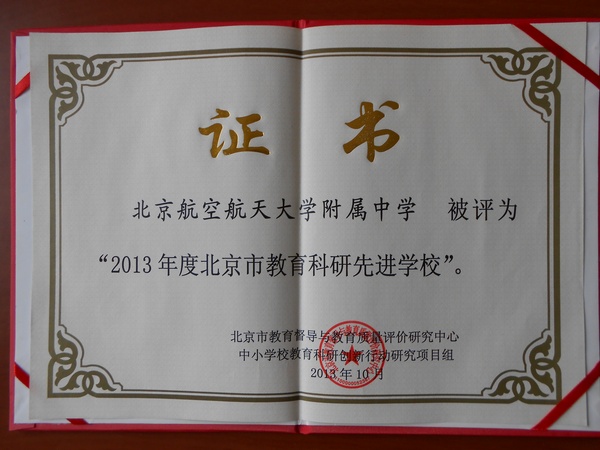 证书
北京航空航天大学附属中学 被评为
“2013年度北京市教育科研先进学校”。
北京市教育督导与教育质量评价研究中心
中小学校教育科研创新行动研究项目组
2013年10月